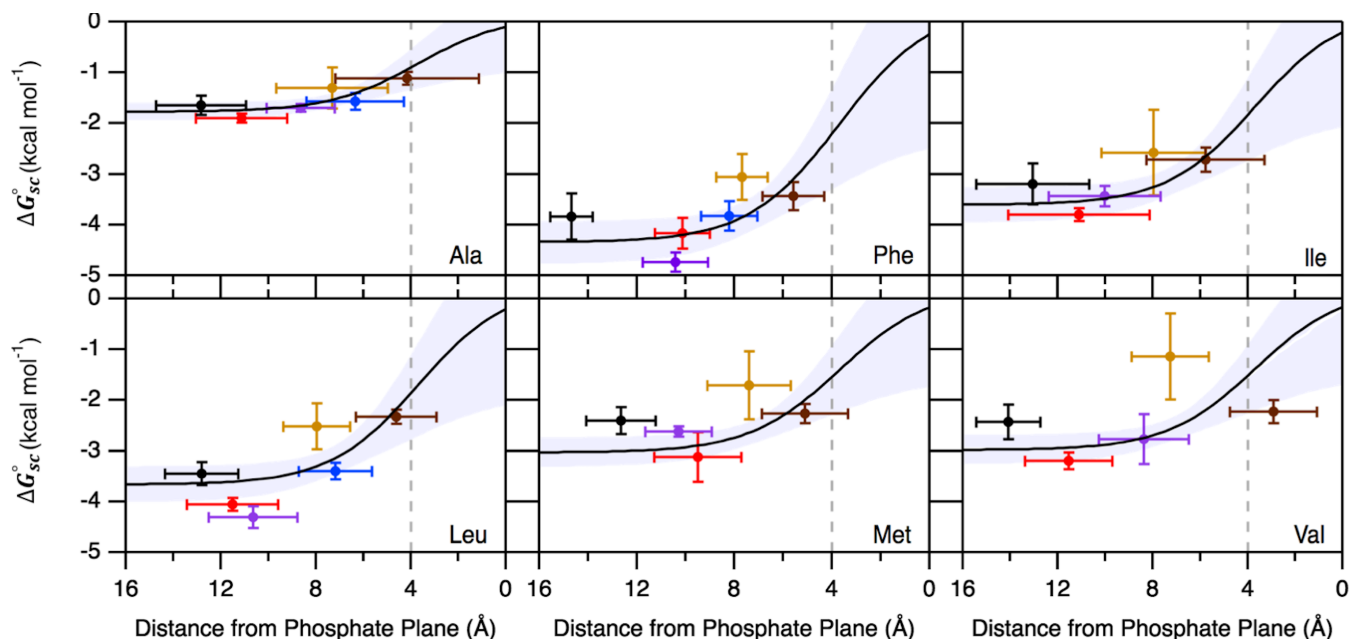 0
-1
-2
-3
-4
-5
ΔG°sc (kcal mol-1)
Ala
Phe
Ile
0
-1
-2
-3
-4
-5
ΔG°sc (kcal mol-1)
Leu
Met
Val
16 12 8 4 0
16 12 8 4 0
16 12 8 4 0
Distance from Phosphate Plane (Å)
Distance from Phosphate Plane (Å)
Distance from Phosphate Plane (Å)